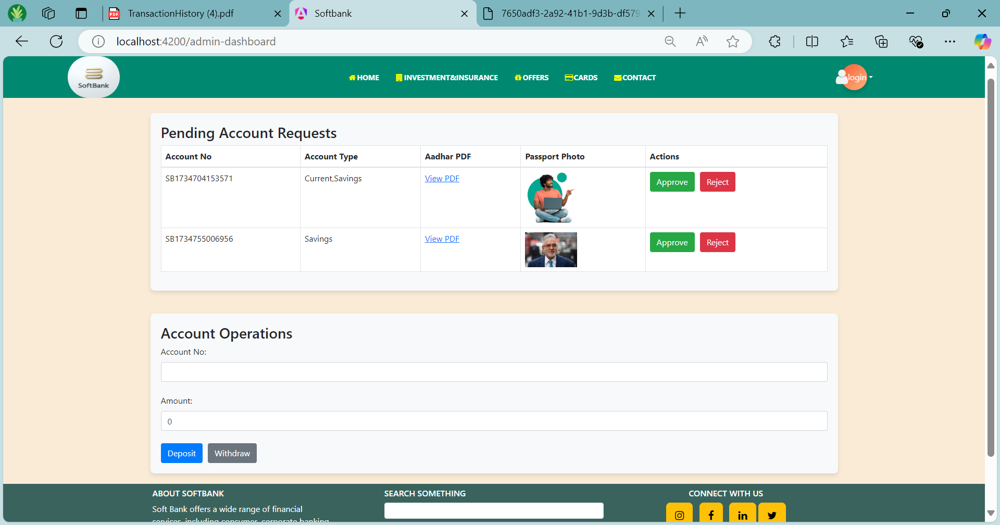 TransactionHistory (4).pdf
Softbank
7650adf3-2a92-41b1-9d3b-df579
localhost:4200/admin-dashboard
SoftBank
HOME
INVESTMENT&INSURANCE
OFFERS
CARDS
CONTACT
login
Pending Account Requests
Account No Account Type Aadhar PDF Passport Photo Actions
SB1734704153571 Current,Savings View PDF Approve Reject
SB1734755006956 Savings View PDF Approve Reject
Account Operations
Account No:
Amount:
0
Deposit Withdraw
ABOUT SOFTBANK
Soft Bank offers a wide range of financial
services, including consumer, corporate banking,
SEARCH SOMETHING
CONNECT WITH US